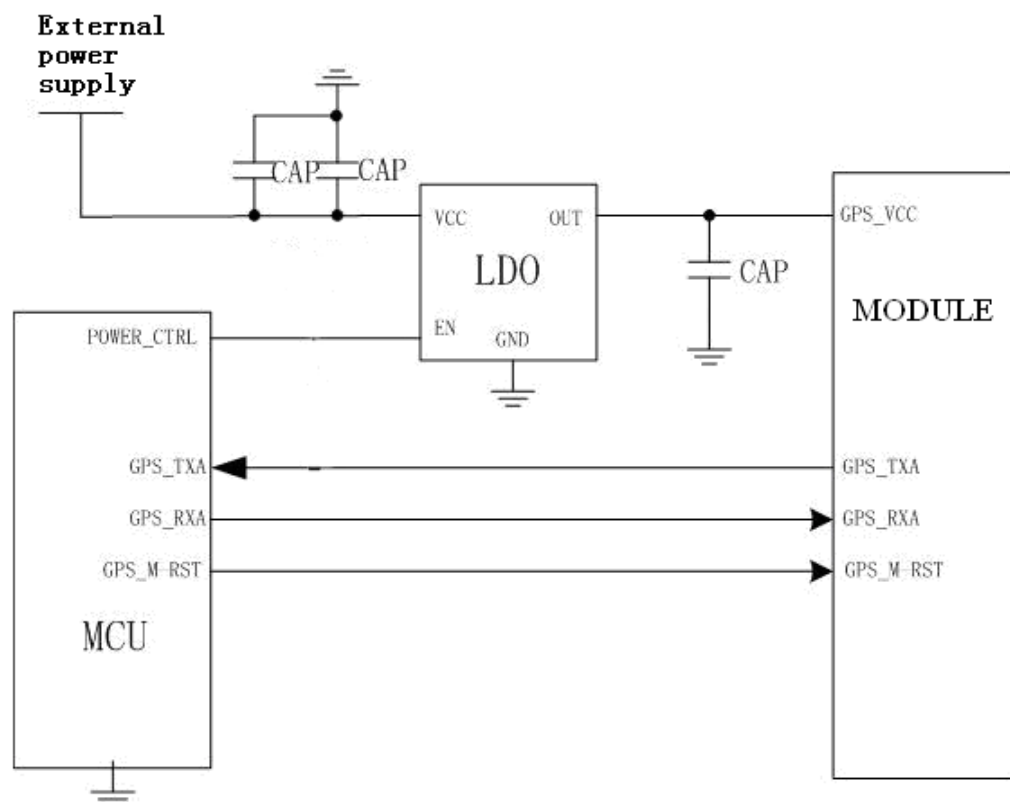 External
power
supply
CAP CAP
VCC OUT
GPS_VCC
LDO
CAP
MODULE
POWER_CTRL
EN
GND
GPS_TXA
GPS_TXA
GPS_RXA
GPS_RXA
GPS_M-RST
GPS_M-RST
MCU